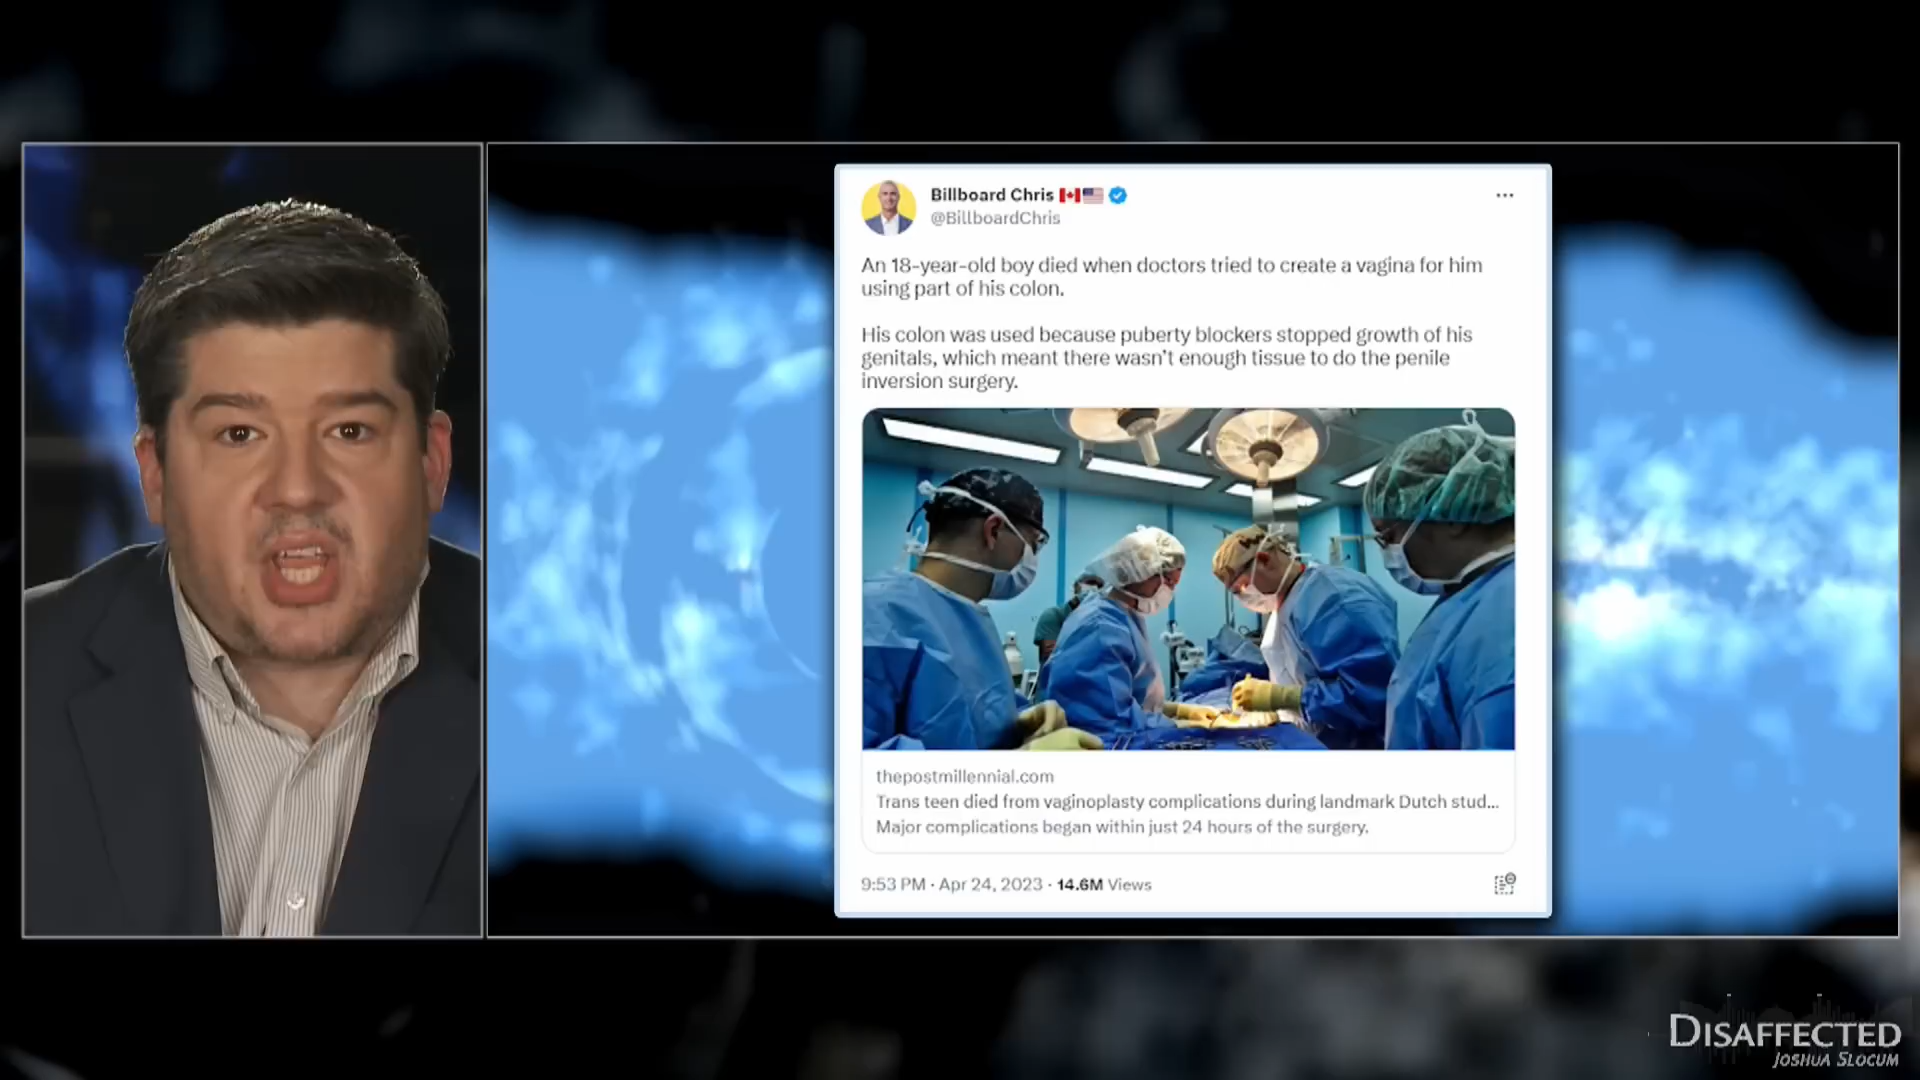 Billboard Chris
@BillboardChris
An 18-year-old boy died when doctors tried to create a vagina for him
using part of his colon.
His colon was used because puberty blockers stopped growth of his
genitals, which meant there wasn't enough tissue to do the penile
inversion surgery.
thepostmillennial.com
Trans teen died from vaginoplasty complications during landmark Dutch stud...
Major complications began within just 24 hours of the surgery.
9:53 PM · Apr 24, 2023 · 14.6M Views
DISAFFECTED
JOSHUA SLOCUM